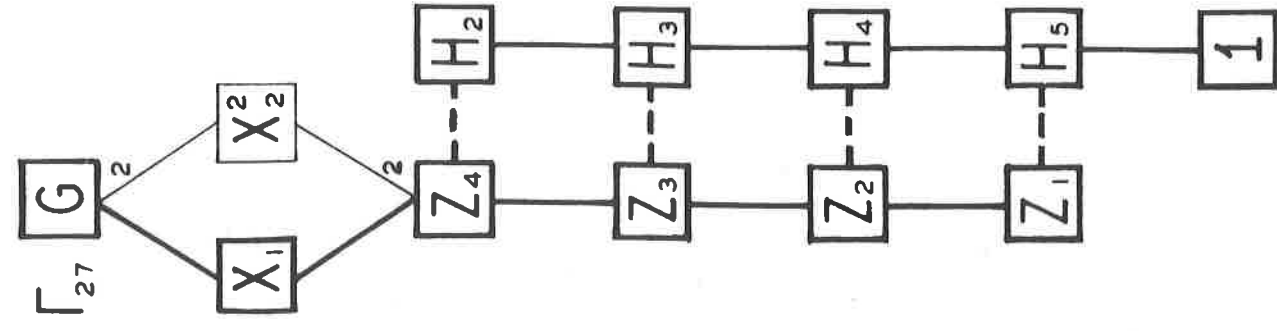 Γ₂₇
G
2
X₁
X₂²
2
Z₄
H₂
Z₃
H₃
Z₂
H₄
Z₁
H₅
1